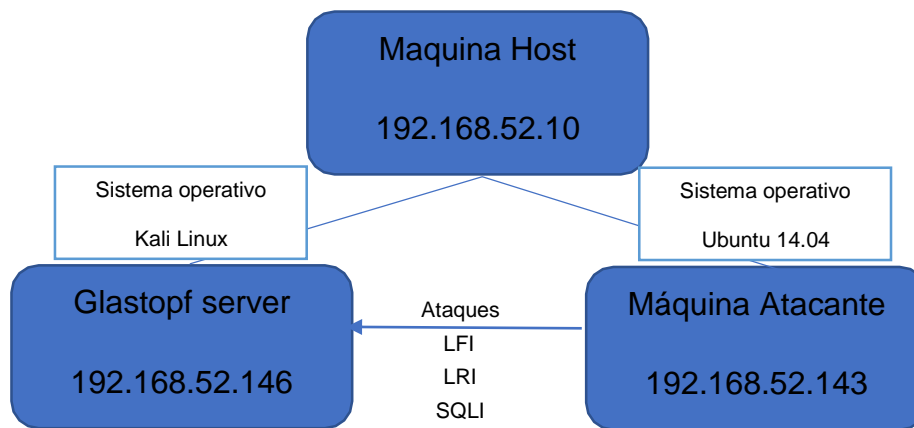 Maquina Host
192.168.52.10
Sistema operativo
Kali Linux
Sistema operativo
Ubuntu 14.04
Glastopf server
192.168.52.146
Ataques
LFI
LRI
SQLI
Máquina Atacante
192.168.52.143